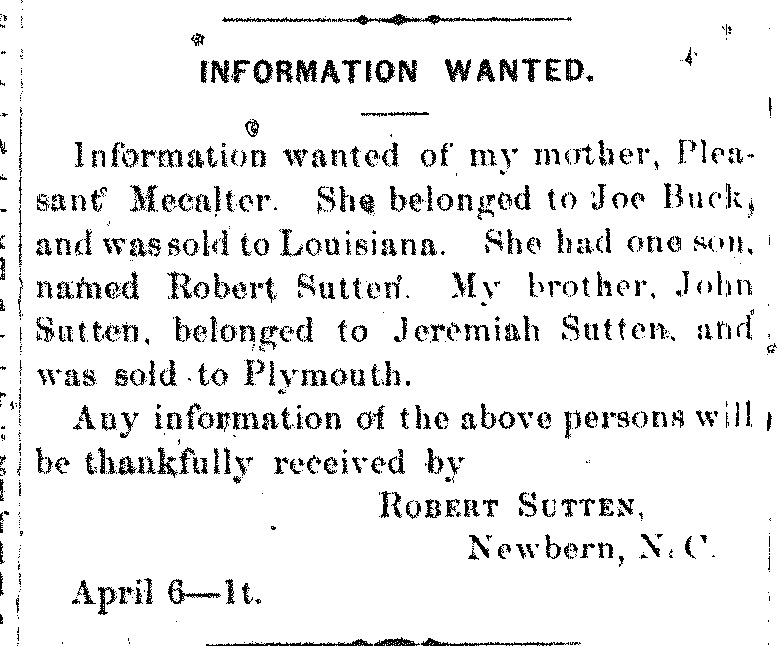 INFORMATION WANTED.
Information wanted of my mother, Plea-
sant Mecalter. She belonged to Joe Buck,
and was sold to Louisiana. She had one son,
named Robert Sutten. My brother, John
Sutten, belonged to Jeremiah Sutten, and
was sold to Plymouth.
Any information of the above persons will
be thankfully received by
ROBERT SUTTEN,
Newbern, N. C.
April 6—1t.